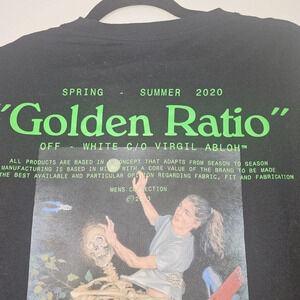 SPRING - SUMMER 2020
"Golden Ratio"
OFF - WHITE C/O VIRGIL ABLOH™
ALL PRODUCTS ARE BASED IN A CONCEPT THAT ADAPTS FROM SEASON TO SEASON
MANUFACTURING IS BASED IN MILAN WITH A CORE VALUE OF THE BRAND TO BE MADE
THE BEST AVAILABLE AND PARTICULAR OPINION REGARDING FABRIC, FIT AND FABRICATION
MENS COLLECTION